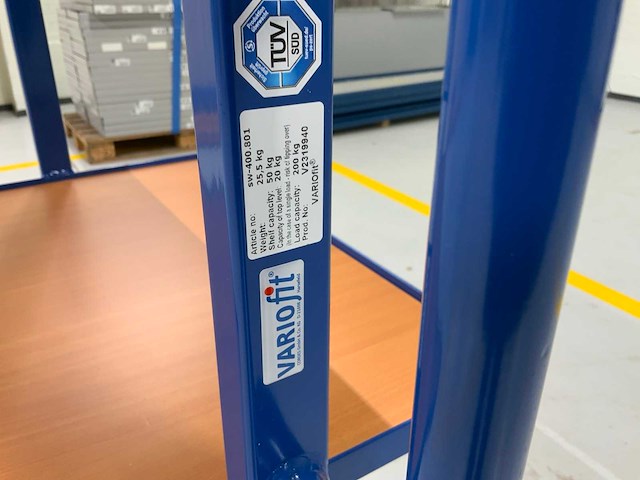 TÜV
SÜD
Article no: sw-400.801
Weight: 25,5 kg
Shelf capacity: 50 kg
Capacity of top level: 20 kg
(in the case of a single load - risk of tipping over)
Load capacity: 200 kg
Prod. No: V2319940
VARIOfit®
VARIOfit®